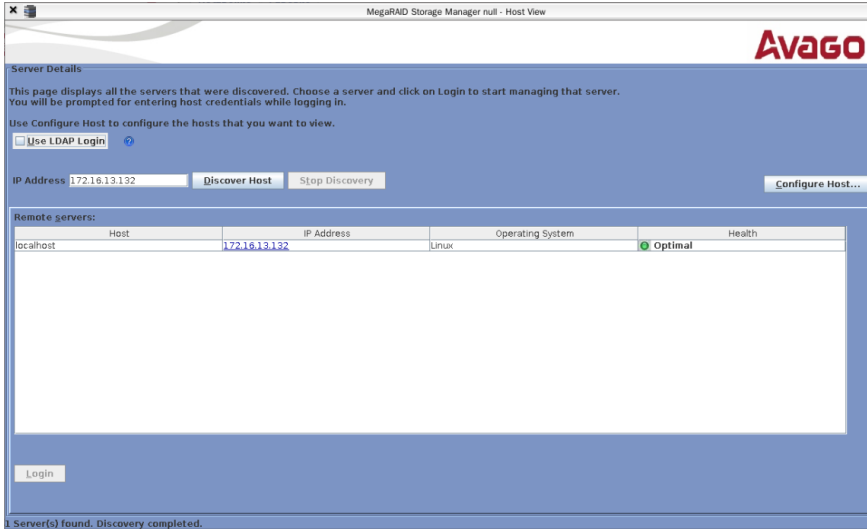 MegaRAID Storage Manager null - Host View
Avago
Server Details
This page displays all the servers that were discovered. Choose a server and click on Login to start managing that server.
You will be prompted for entering host credentials while logging in.
Use Configure Host to configure the hosts that you want to view.
Use LDAP Login ?
IP Address 172.16.13.132 Discover Host Stop Discovery Configure Host...
Remote servers:
Host IP Address Operating System Health
localhost 172.16.13.132 Linux Optimal
Login
1 Server(s) found. Discovery completed.